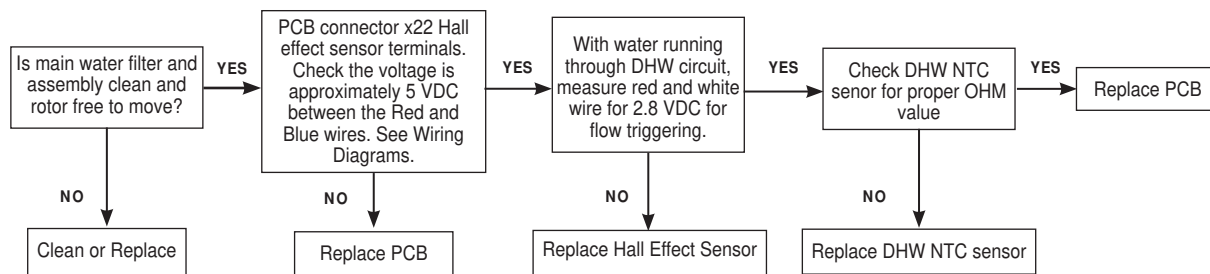 Is main water filter and
assembly clean and
rotor free to move?
YES
PCB connector x22 Hall
effect sensor terminals.
Check the voltage is
approximately 5 VDC
between the Red and
Blue wires. See Wiring
Diagrams.
YES
With water running
through DHW circuit,
measure red and white
wire for 2.8 VDC for
flow triggering.
YES
Check DHW NTC
senor for proper OHM
value
YES
Replace PCB
NO
Clean or Replace
NO
Replace PCB
NO
Replace Hall Effect Sensor
NO
Replace DHW NTC sensor